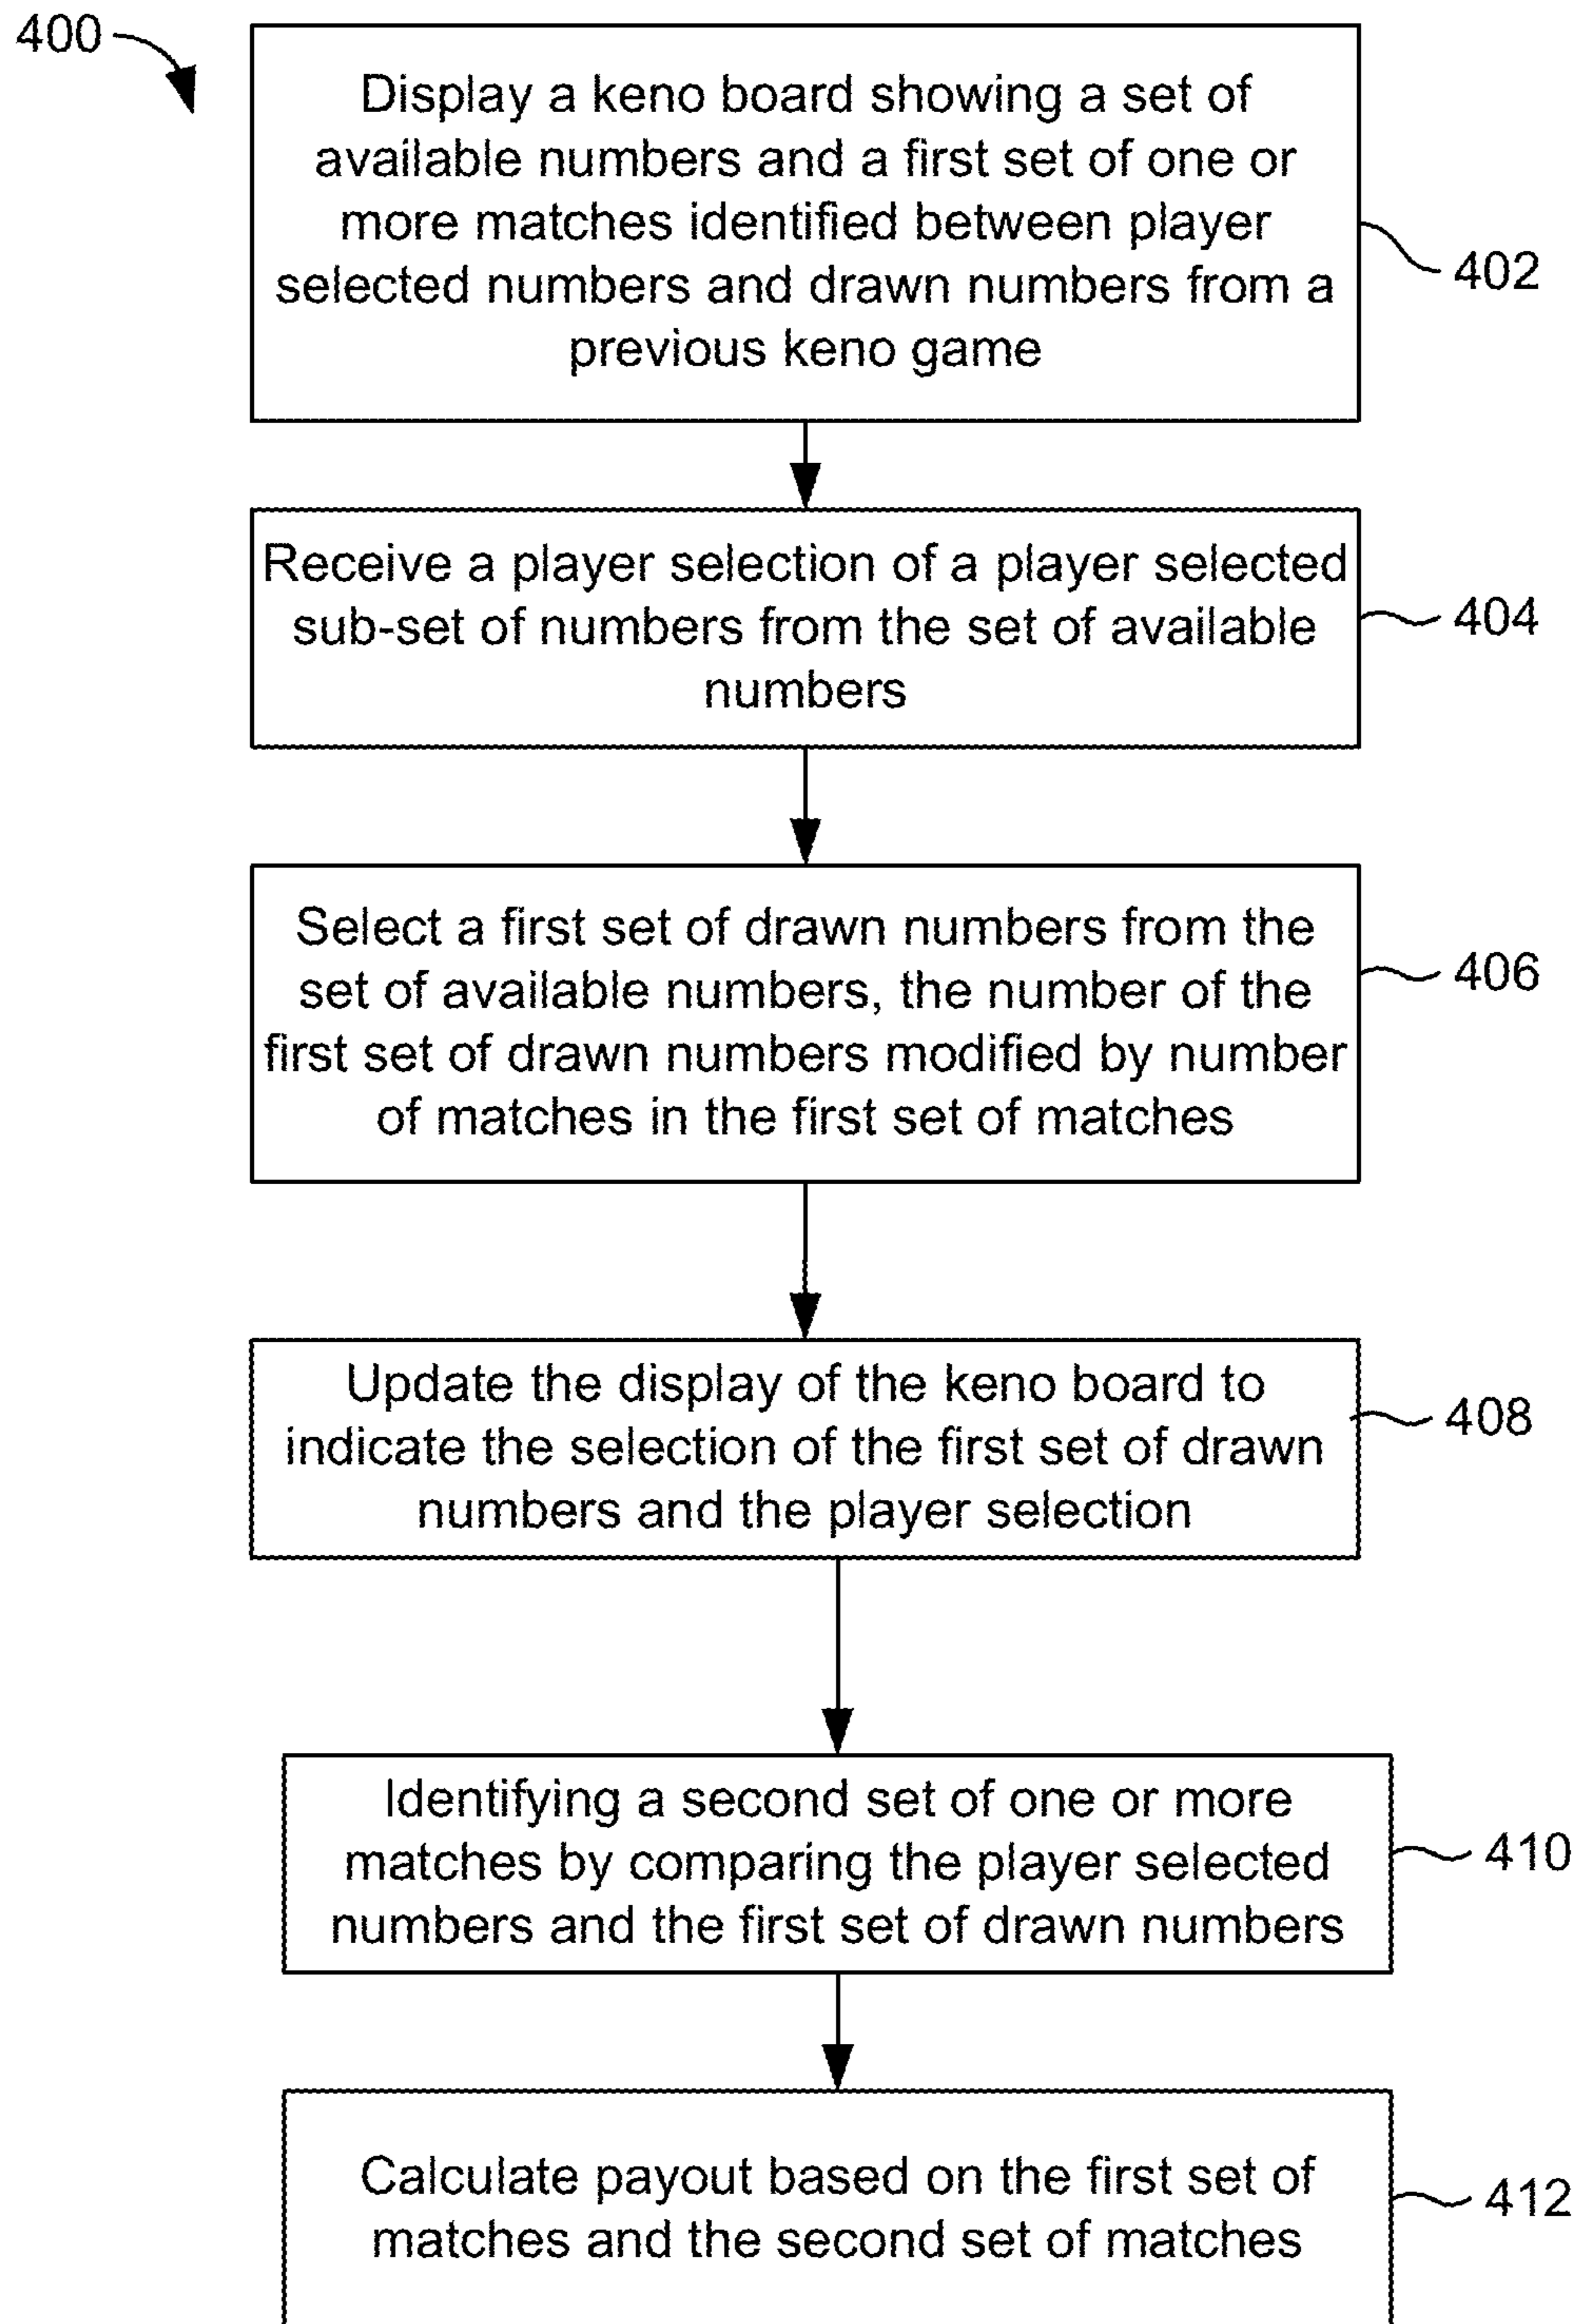 400
Display a keno board showing a set of
available numbers and a first set of one or
more matches identified between player
selected numbers and drawn numbers from a
previous keno game
402
Receive a player selection of a player selected
sub-set of numbers from the set of available
numbers
404
Select a first set of drawn numbers from the
set of available numbers, the number of the
first set of drawn numbers modified by number
of matches in the first set of matches
406
Update the display of the keno board to
indicate the selection of the first set of drawn
numbers and the player selection
408
Identifying a second set of one or more
matches by comparing the player selected
numbers and the first set of drawn numbers
410
Calculate payout based on the first set of
matches and the second set of matches
412